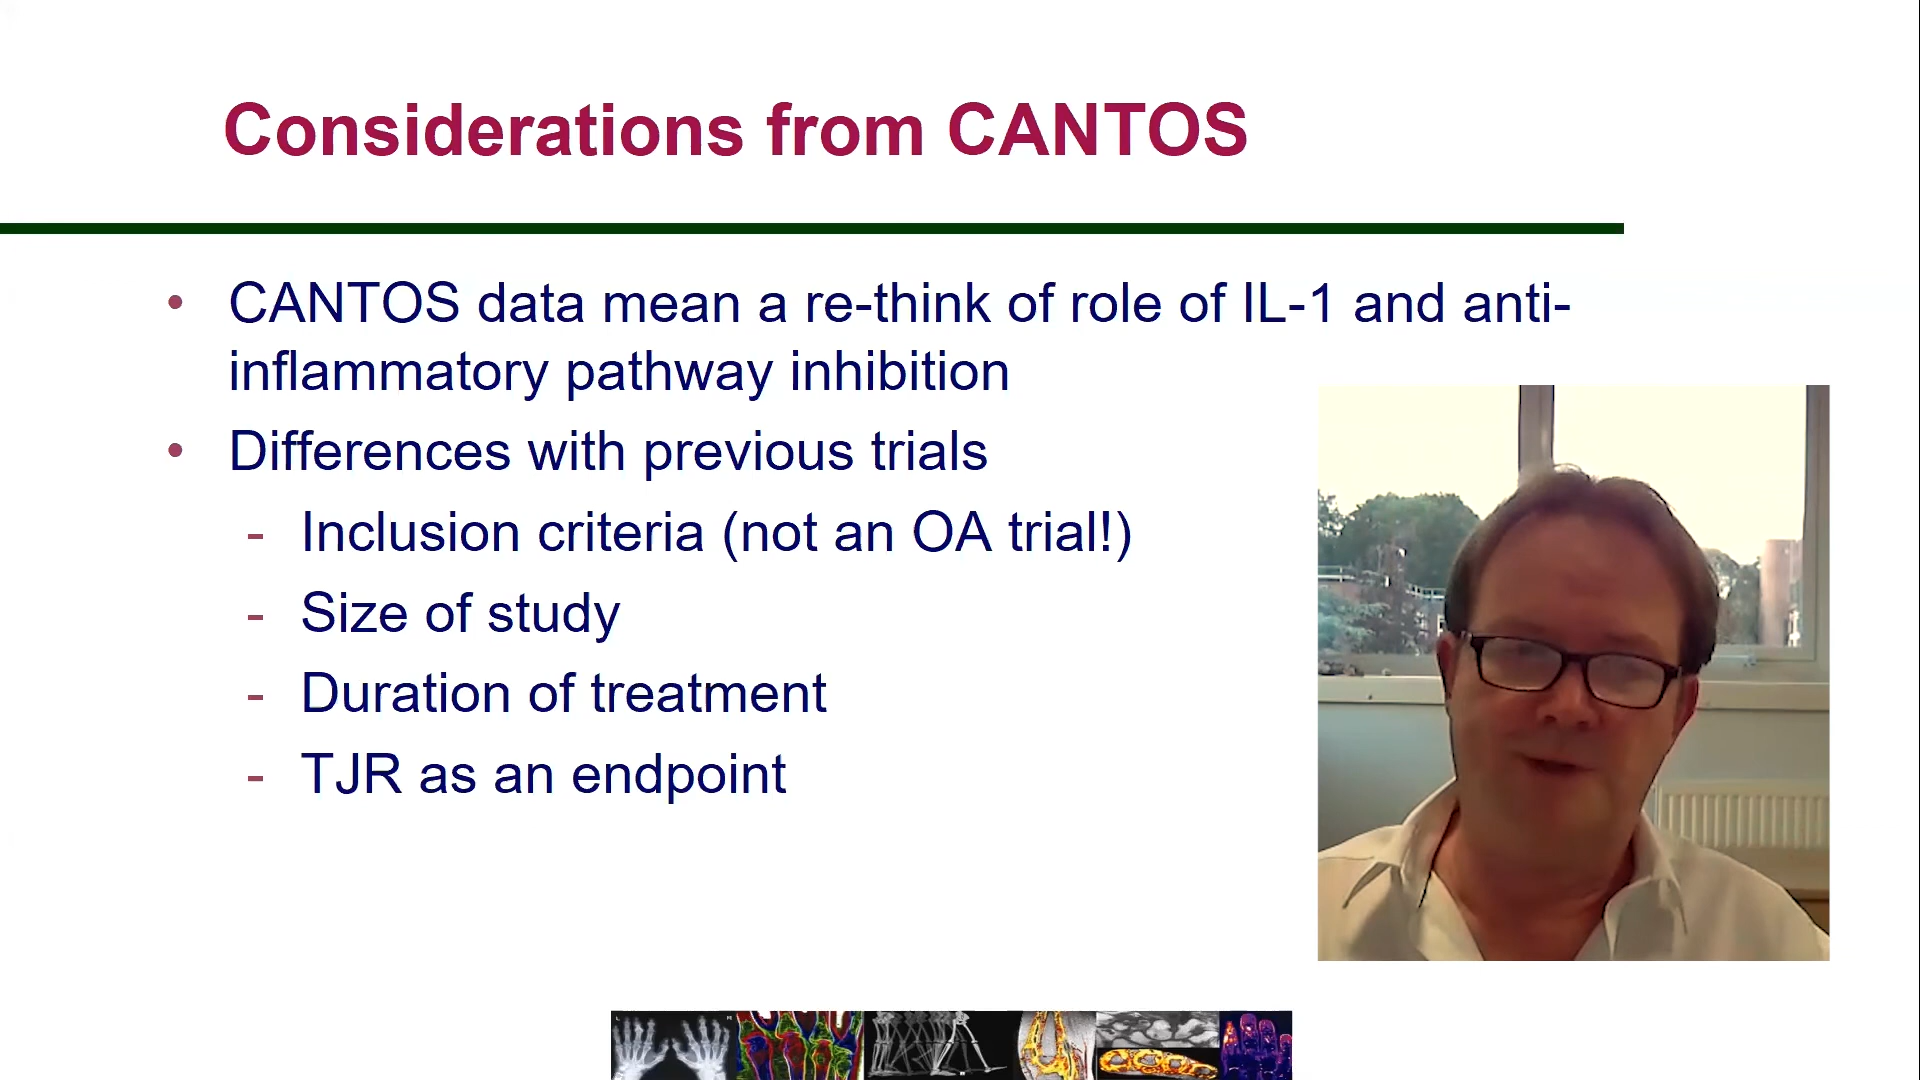 Considerations from CANTOS
• CANTOS data mean a re-think of role of IL-1 and anti-
inflammatory pathway inhibition
• Differences with previous trials
- Inclusion criteria (not an OA trial!)
- Size of study
- Duration of treatment
- TJR as an endpoint